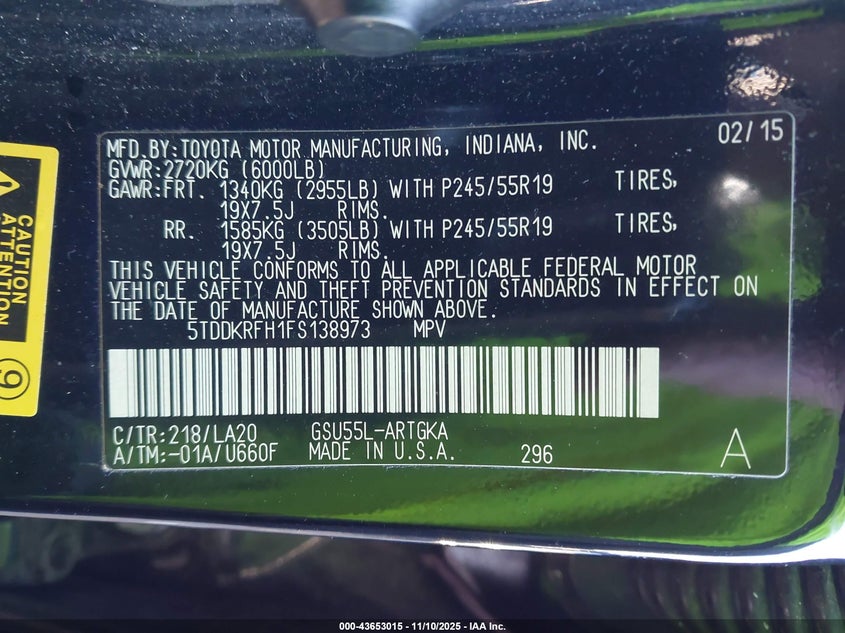 CAUTION
ATTENTION
9
02/15
MFD.BY:TOYOTA MOTOR MANUFACTURING, INDIANA, INC.
GVWR:2720KG (6000LB)
GAWR:FRT. 1340KG (2955LB) WITH P245/55R19 TIRES,
19X7.5J RIMS.
RR. 1585KG (3505LB) WITH P245/55R19 TIRES,
19X7.5J RIMS.
THIS VEHICLE CONFORMS TO ALL APPLICABLE FEDERAL MOTOR
VEHICLE SAFETY AND THEFT PREVENTION STANDARDS IN EFFECT ON
THE DATE OF MANUFACTURE SHOWN ABOVE.
5TDDKRFH1FS138973 MPV
C/TR:218/LA20 GSU55L-ARTGKA
A/TM:-01A/U660F MADE IN U.S.A. 296 A
000-43653015 - 11/10/2025 - IAA Inc.